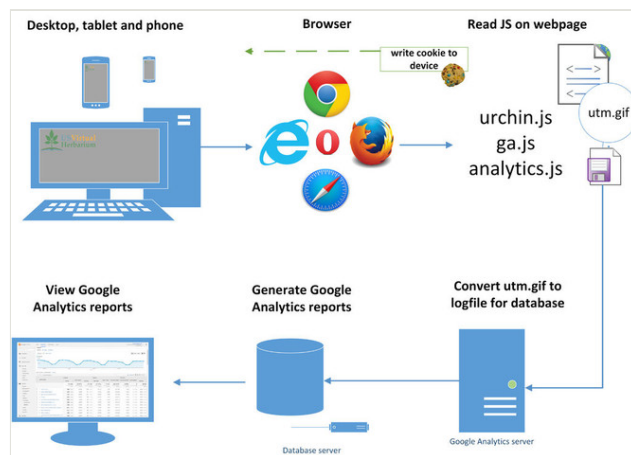 Desktop, tablet and phone
Browser
Read JS on webpage
write cookie to
device
utm.gif
urchin.js
ga.js
analytics.js
Virtual
Herbarium
View Google
Analytics reports
Generate Google
Analytics reports
Convert utm.gif to
logfile for database
Database server
Google Analytics server